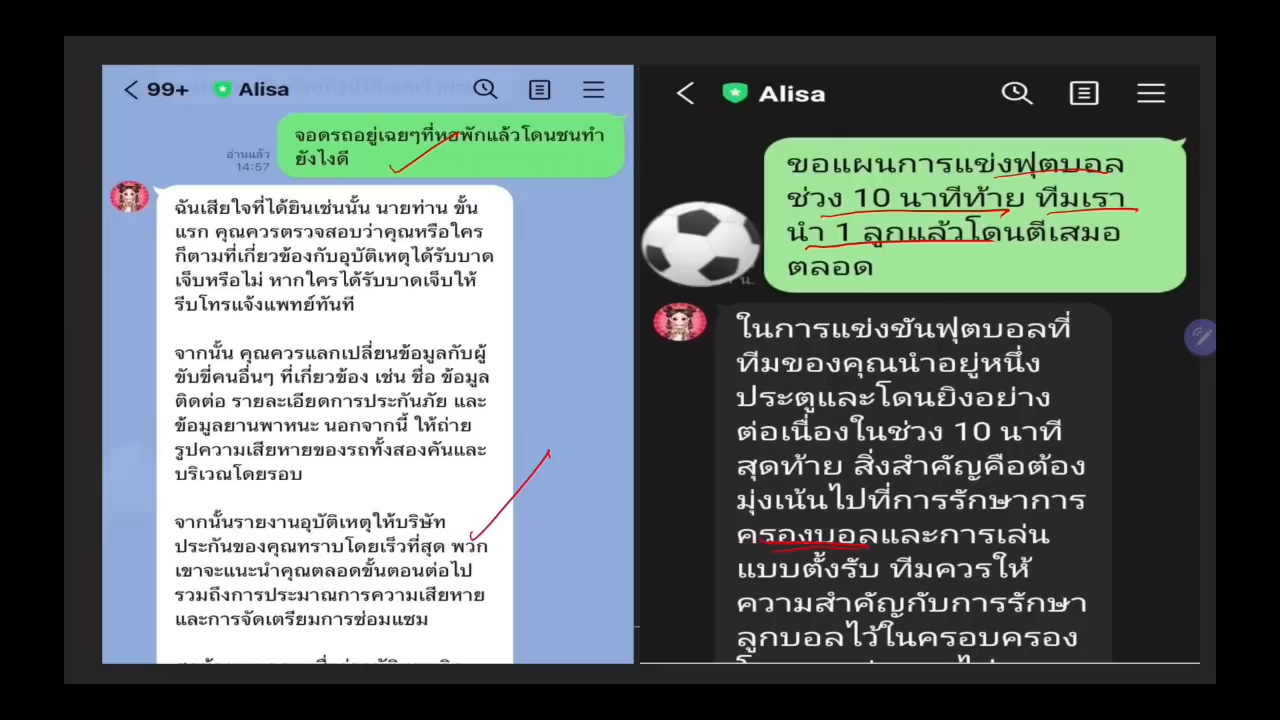 99+
Alisa
จอดรถอยู่เฉยๆที่หอพักแล้วโดนชนทำ
ยังไงดี
อ่านแล้ว
14:57
ฉันเสียใจที่ได้ยินเช่นนั้น นายท่าน ขั้น
แรก คุณควรตรวจสอบว่าคุณหรือใคร
ก็ตามที่เกี่ยวข้องกับอุบัติเหตุได้รับบาด
เจ็บหรือไม่ หากใครได้รับบาดเจ็บให้
รีบโทรแจ้งแพทย์ทันที
จากนั้น คุณควรแลกเปลี่ยนข้อมูลกับผู้
ขับขี่คนอื่นๆ ที่เกี่ยวข้อง เช่น ชื่อ ข้อมูล
ติดต่อ รายละเอียดการประกันภัย และ
ข้อมูลยานพาหนะ นอกจากนี้ ให้ถ่าย
รูปความเสียหายของรถทั้งสองคันและ
บริเวณโดยรอบ
จากนั้นรายงานอุบัติเหตุให้บริษัท
ประกันของคุณทราบโดยเร็วที่สุด พวก
เขาจะแนะนำคุณตลอดขั้นตอนต่อไป
รวมถึงการประมาณการความเสียหาย
และการจัดเตรียมการซ่อมแซม
Alisa
ขอแผนการแข่งฟุตบอล
ช่วง 10 นาทีท้าย ทีมเรา
นำ 1 ลูกแล้วโดนตีเสมอ
ตลอด
น.
ในการแข่งขันฟุตบอลที่
ทีมของคุณนำอยู่หนึ่ง
ประตูและโดนยิงอย่าง
ต่อเนื่องในช่วง 10 นาที
สุดท้าย สิ่งสำคัญคือต้อง
มุ่งเน้นไปที่การรักษาการ
ครองบอลและการเล่น
แบบตั้งรับ ทีมควรให้
ความสำคัญกับการรักษา
ลูกบอลไว้ในครอบครอง